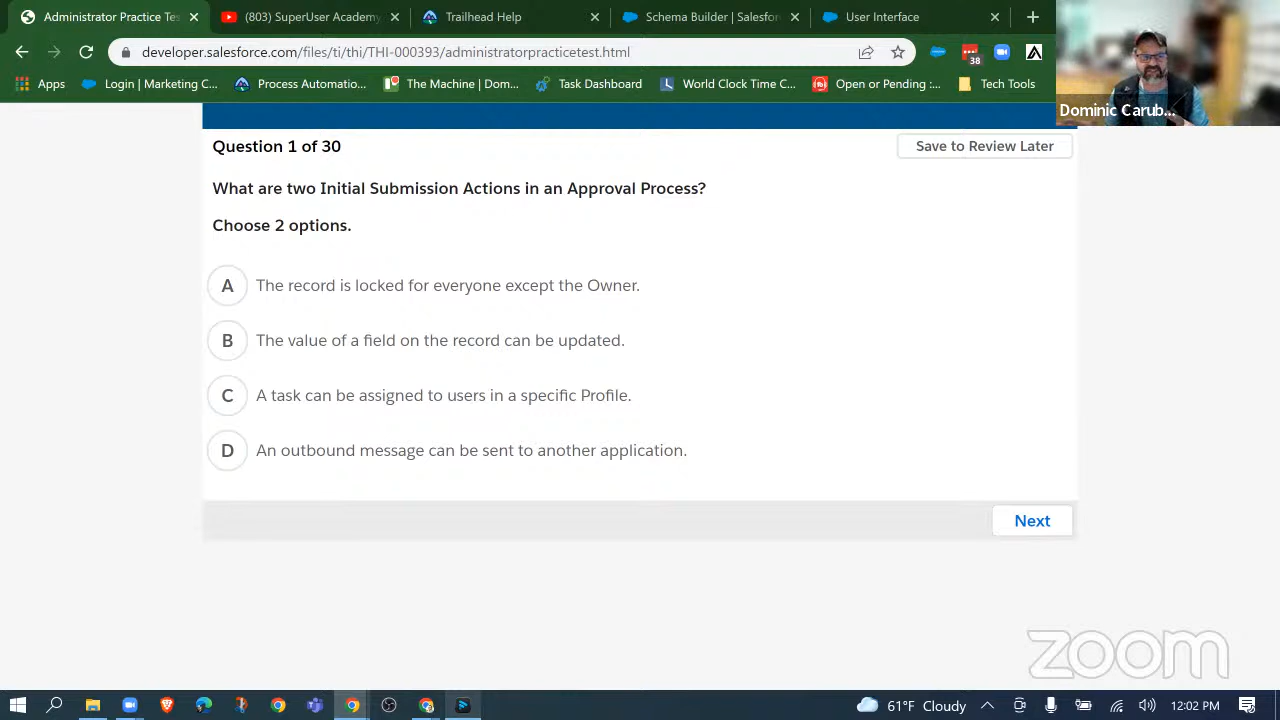 Administrator Practice Tes
(803) SuperUser Academy
Trailhead Help
Schema Builder | Salesfor
User Interface
developer.salesforce.com/files/ti/thi/THI-000393/administratorpracticetest.html
38
Apps
Login | Marketing C...
Process Automatio...
The Machine | Dom...
Task Dashboard
World Clock Time C...
Open or Pending :...
Tech Tools
Dominic Carub...
Question 1 of 30
Save to Review Later
What are two Initial Submission Actions in an Approval Process?
Choose 2 options.
A The record is locked for everyone except the Owner.
B The value of a field on the record can be updated.
C A task can be assigned to users in a specific Profile.
D An outbound message can be sent to another application.
Next
zoom
61°F Cloudy
12:02 PM